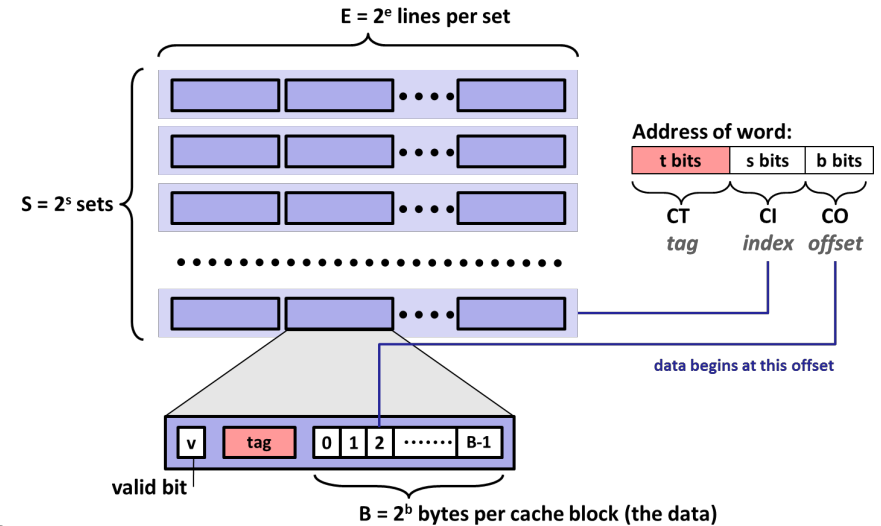 E = 2ᵉ lines per set
Address of word:
t bits s bits b bits
S = 2ˢ sets
CT CI CO
tag index offset
data begins at this offset
v tag 0 1 2 ······· B-1
valid bit
B = 2ᵇ bytes per cache block (the data)